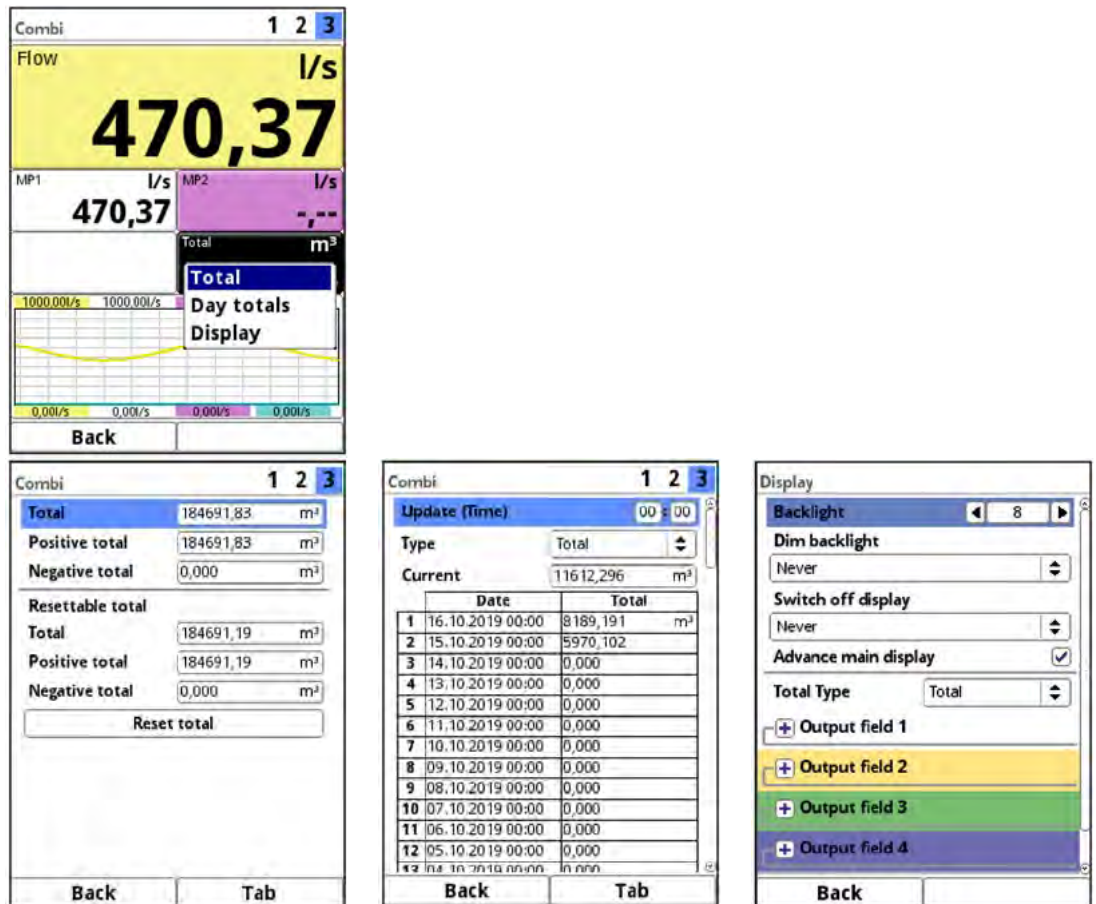 Combi 1 2 3
Flow l/s
470,37
MP1 l/s MP2 l/s
470,37 -,--
Total m³
Total
1000,00l/s 1000,00l/s
Day totals
Display
0,00l/s 0,00l/s 0,00l/s 0,00l/s
Back
Combi 1 2 3
Total 184691,83 m³
Positive total 184691,83 m³
Negative total 0,000 m³
Resettable total
Total 184691,19 m³
Positive total 184691,19 m³
Negative total 0,000 m³
Reset total
Back Tab
Combi 1 2 3
Update (Time) 00 : 00
Type Total
Current 11612,296 m³
Date Total
1 16.10.2019 00:00 8189,191 m³
2 15.10.2019 00:00 5970,102
3 14.10.2019 00:00 0,000
4 13.10.2019 00:00 0,000
5 12.10.2019 00:00 0,000
6 11.10.2019 00:00 0,000
7 10.10.2019 00:00 0,000
8 09.10.2019 00:00 0,000
9 08.10.2019 00:00 0,000
10 07.10.2019 00:00 0,000
11 06.10.2019 00:00 0,000
12 05.10.2019 00:00 0,000
13 04.10.2019 00:00 0,000
Back Tab
Display
Backlight 8
Dim backlight
Never
Switch off display
Never
Advance main display
Total Type Total
+ Output field 1
+ Output field 2
+ Output field 3
+ Output field 4
Back